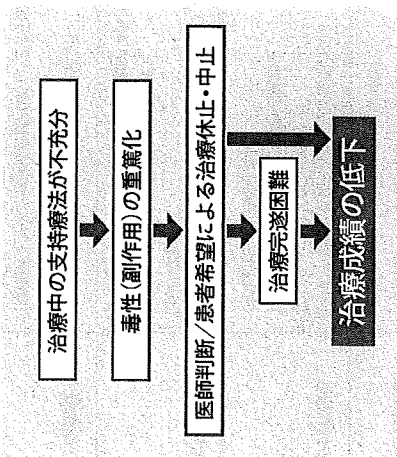 治療中の支持療法が不充分
毒性(副作用)の重篤化
医師判断/患者希望による治療休止・中止
治療完遂困難
治療成績の低下